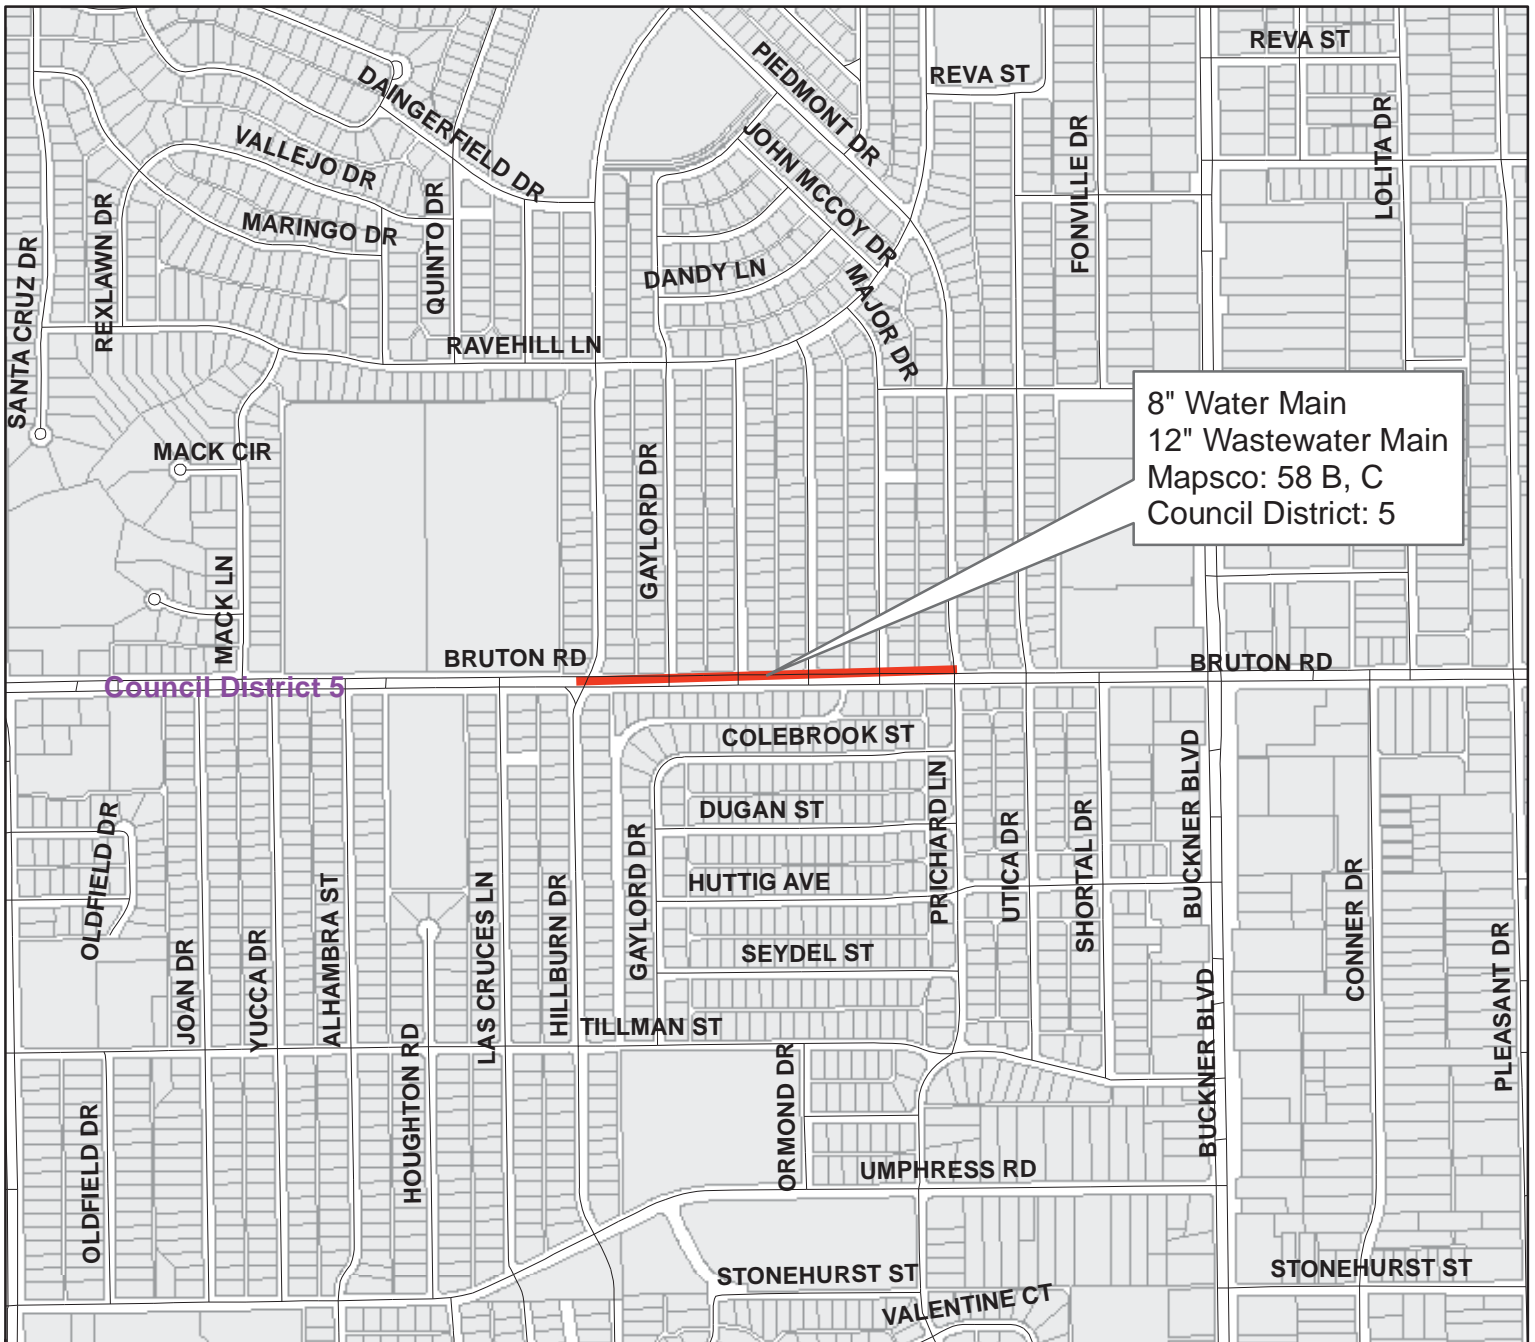 REVA ST
PIEDMONT DR
REVA ST
DAINGERFIELD DR
LOLITA DR
VALLEJO DR
JOHN MCCOY DR
FONVILLE DR
QUINTO DR
REXLAWN DR
MARINGO DR
SANTA CRUZ DR
DANDY LN
MAJOR DR
RAVEHILL LN
8" Water Main
12" Wastewater Main
Mapsco: 58 B, C
Council District: 5
MACK CIR
GAYLORD DR
MACK LN
BRUTON RD
BRUTON RD
Council District 5
COLEBROOK ST
BUCKNER BLVD
PRICHARD LN
DUGAN ST
OLDFIELD DR
UTICA DR
SHORTAL DR
GAYLORD DR
HUTTIG AVE
CONNER DR
ALHAMBRA ST
LAS CRUCES LN
HILLBURN DR
SEYDEL ST
JOAN DR
YUCCA DR
PLEASANT DR
BUCKNER BLVD
TILLMAN ST
HOUGHTON RD
ORMOND DR
OLDFIELD DR
UMPHRESS RD
STONEHURST ST
STONEHURST ST
VALENTINE CT